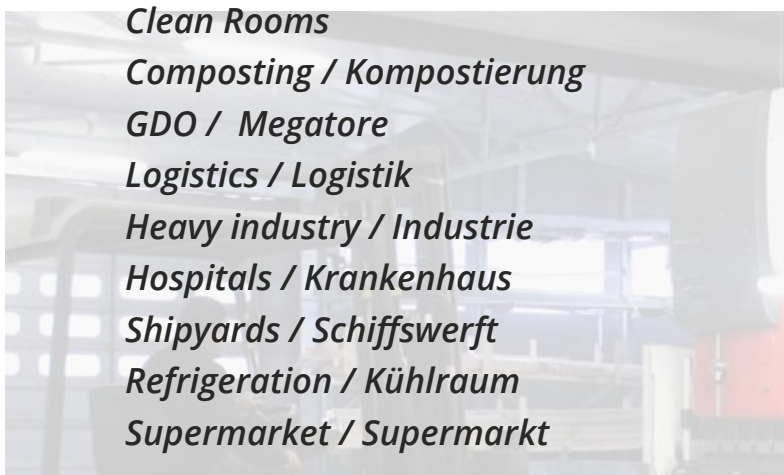 Clean Rooms
Composting / Kompostierung
GDO / Megatore
Logistics / Logistik
Heavy industry / Industrie
Hospitals / Krankenhaus
Shipyards / Schiffswerft
Refrigeration / Kühlraum
Supermarket / Supermarkt